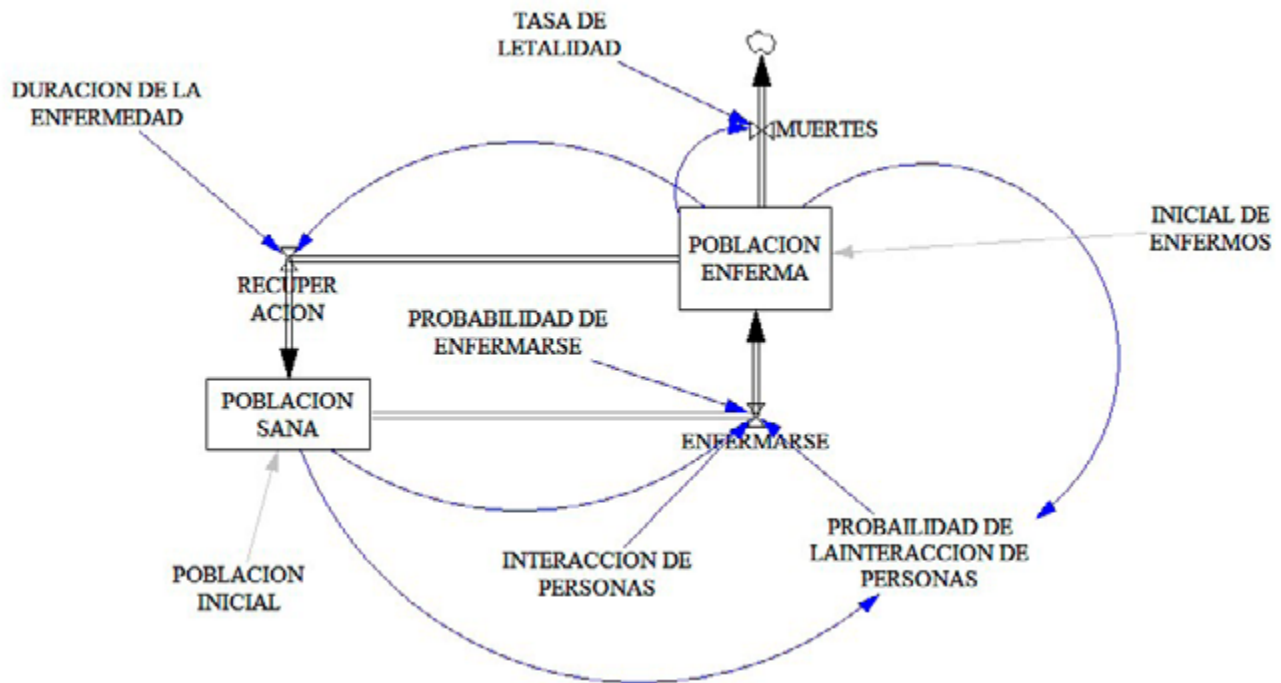 TASA DE
LETALIDAD
DURACION DE LA
ENFERMEDAD
MUERTES
INICIAL DE
ENFERMOS
POBLACION
ENFERMA
RECUPER
ACION
PROBABILIDAD DE
ENFERMARSE
POBLACION
SANA
ENFERMARSE
PROBAILIDAD DE
LAINTERACCION DE
PERSONAS
INTERACCION DE
PERSONAS
POBLACION
INICIAL